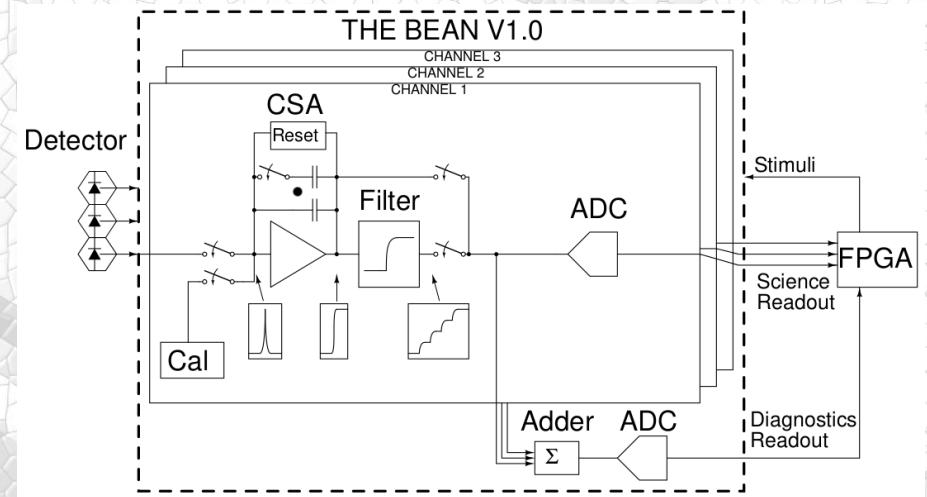 THE BEAN V1.0
CHANNEL 3
CHANNEL 2
CHANNEL 1
CSA
Reset
Detector
Filter
ADC
Stimuli
FPGA
Science
Readout
Cal
Adder
ADC
Diagnostics
Readout
Σ